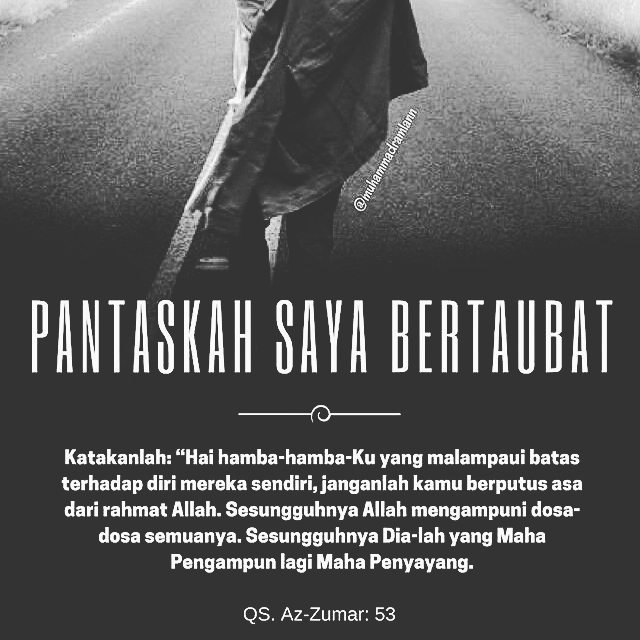 @muhammadramlann
PANTASKAH SAYA BERTAUBAT
Katakanlah: “Hai hamba-hamba-Ku yang malampaui batas
terhadap diri mereka sendiri, janganlah kamu berputus asa
dari rahmat Allah. Sesungguhnya Allah mengampuni dosa-
dosa semuanya. Sesungguhnya Dia-lah yang Maha
Pengampun lagi Maha Penyayang.
QS. Az-Zumar: 53